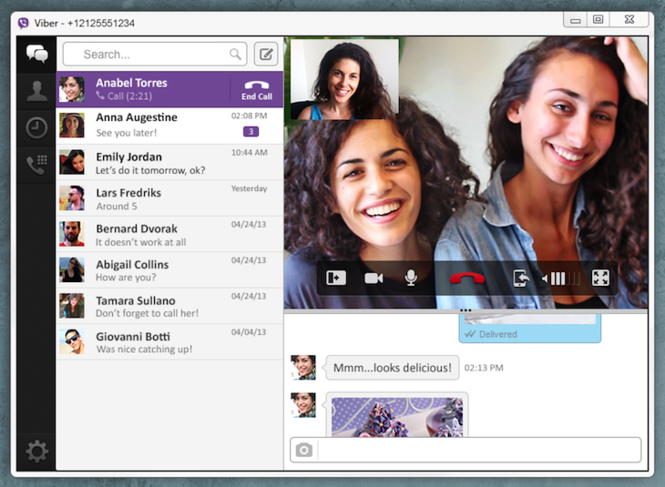 Viber - +12125551234
Search...
Anabel Torres
Call (2:21)
End Call
Anna Augestine
02:08 PM
See you later!
3
Emily Jordan
10:44 AM
Let's do it tomorrow, ok?
Lars Fredriks
Yesterday
Around 5
Bernard Dvorak
04/24/13
It doesn't work at all
Abigail Collins
04/24/13
How are you?
Tamara Sullano
04/24/13
Don't forget to call her!
Giovanni Botti
04/04/13
Was nice catching up!
Delivered
Mmm...looks delicious!
02:13 PM